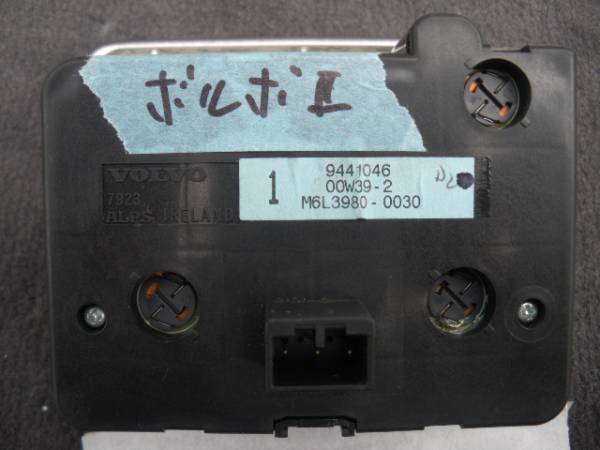 ボルボⅡ
VOLVO
7923
ALPS IRELAND
1
9441046
00W39-2
M6L3980-0030